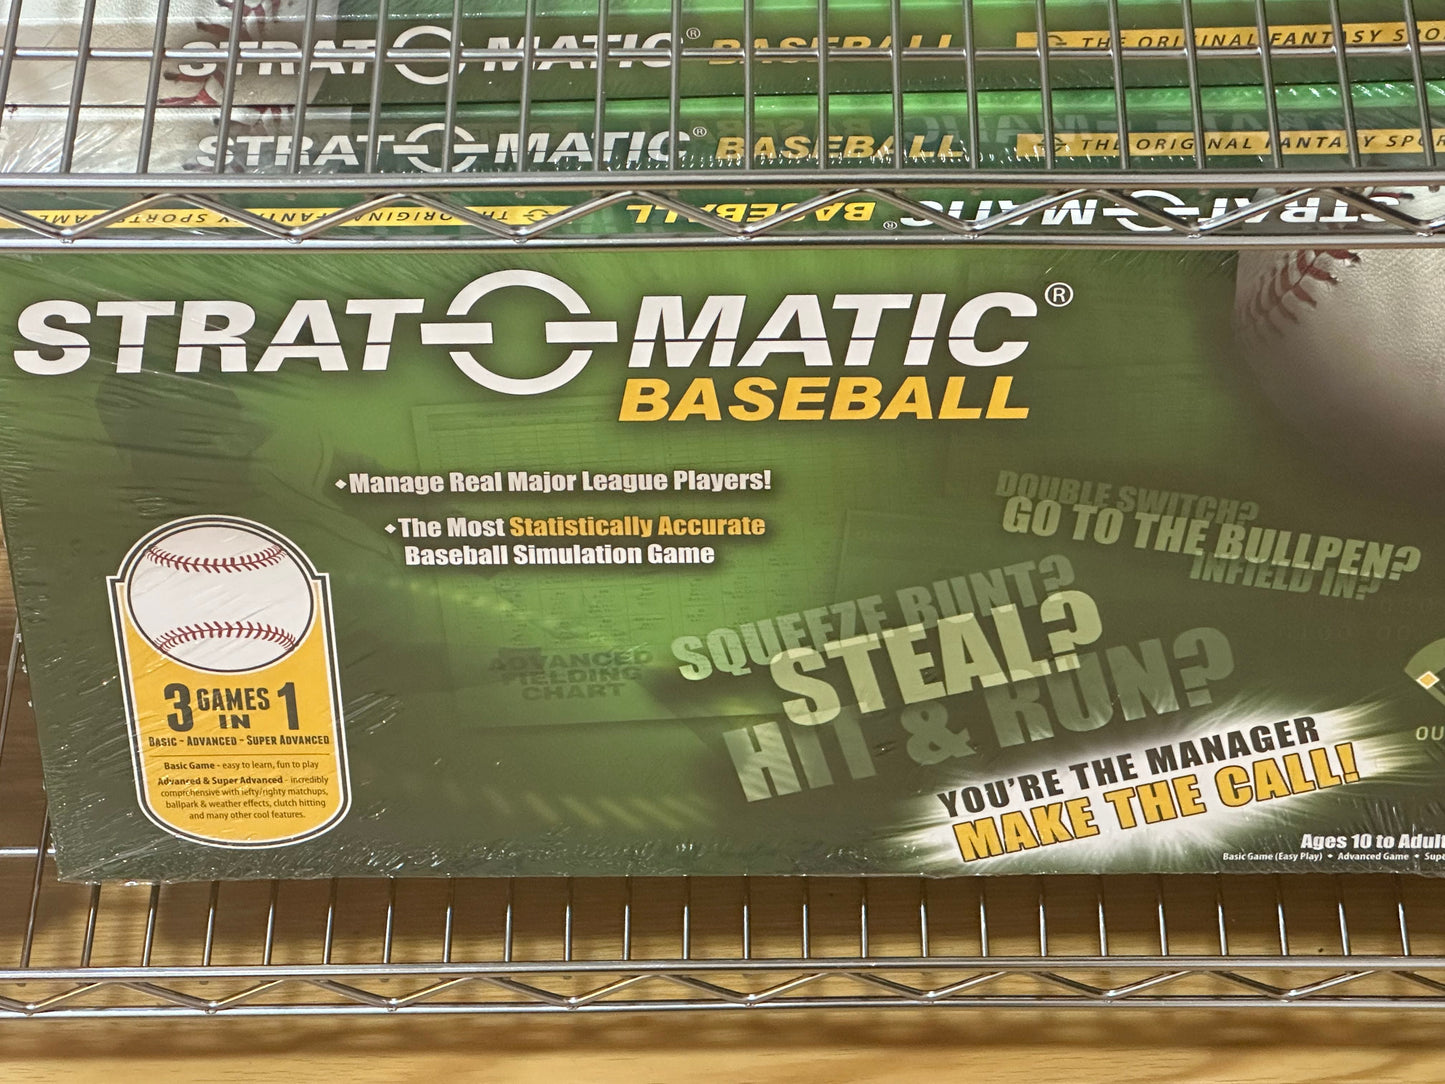 STRAT-O-MATIC® BASEBALL THE ORIGINAL FANTASY SPO
STRAT-O-MATIC® BASEBALL THE ORIGINAL FANTASY SPOR
STRAT-O-MATIC® BASEBALL THE ORIGINAL FANTASY SPORTS GAME
STRAT-O-MATIC®
BASEBALL
Manage Real Major League Players!
The Most Statistically Accurate
Baseball Simulation Game
DOUBLE SWITCH?
GO TO THE BULLPEN?
INFIELD IN?
SQUEEZE BUNT?
STEAL?
HIT & RUN?
ADVANCED
FIELDING
CHART
3 GAMES IN 1
BASIC - ADVANCED - SUPER ADVANCED
Basic Game - easy to learn, fun to play
Advanced & Super Advanced - incredibly
comprehensive with lefty/righty matchups,
ballpark & weather effects, clutch hitting
and many other cool features.
YOU'RE THE MANAGER
MAKE THE CALL!
OU
Ages 10 to Adult
Basic Game (Easy Play) • Advanced Game • Supe